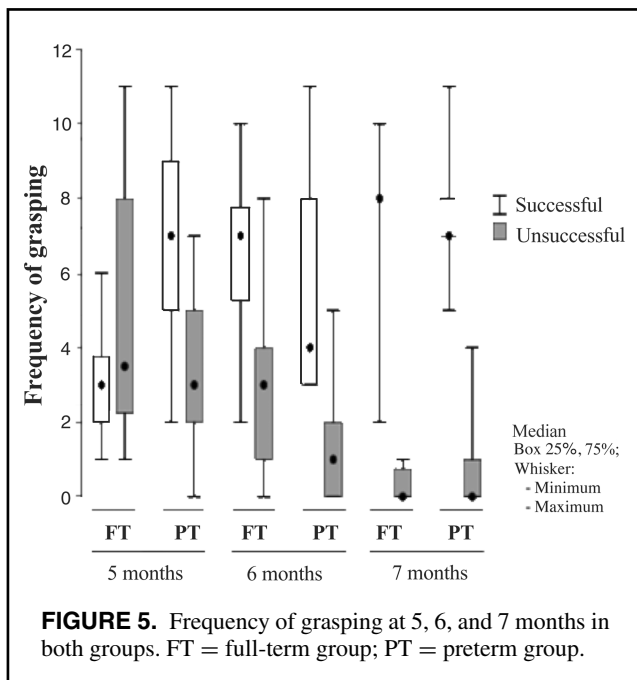 12
10
8
6
4
2
0
Frequency of grasping
Successful
Unsuccessful
Median
Box 25%, 75%;
Whisker:
- Minimum
- Maximum
FT PT FT PT FT PT
5 months 6 months 7 months
FIGURE 5. Frequency of grasping at 5, 6, and 7 months in
both groups. FT = full-term group; PT = preterm group.